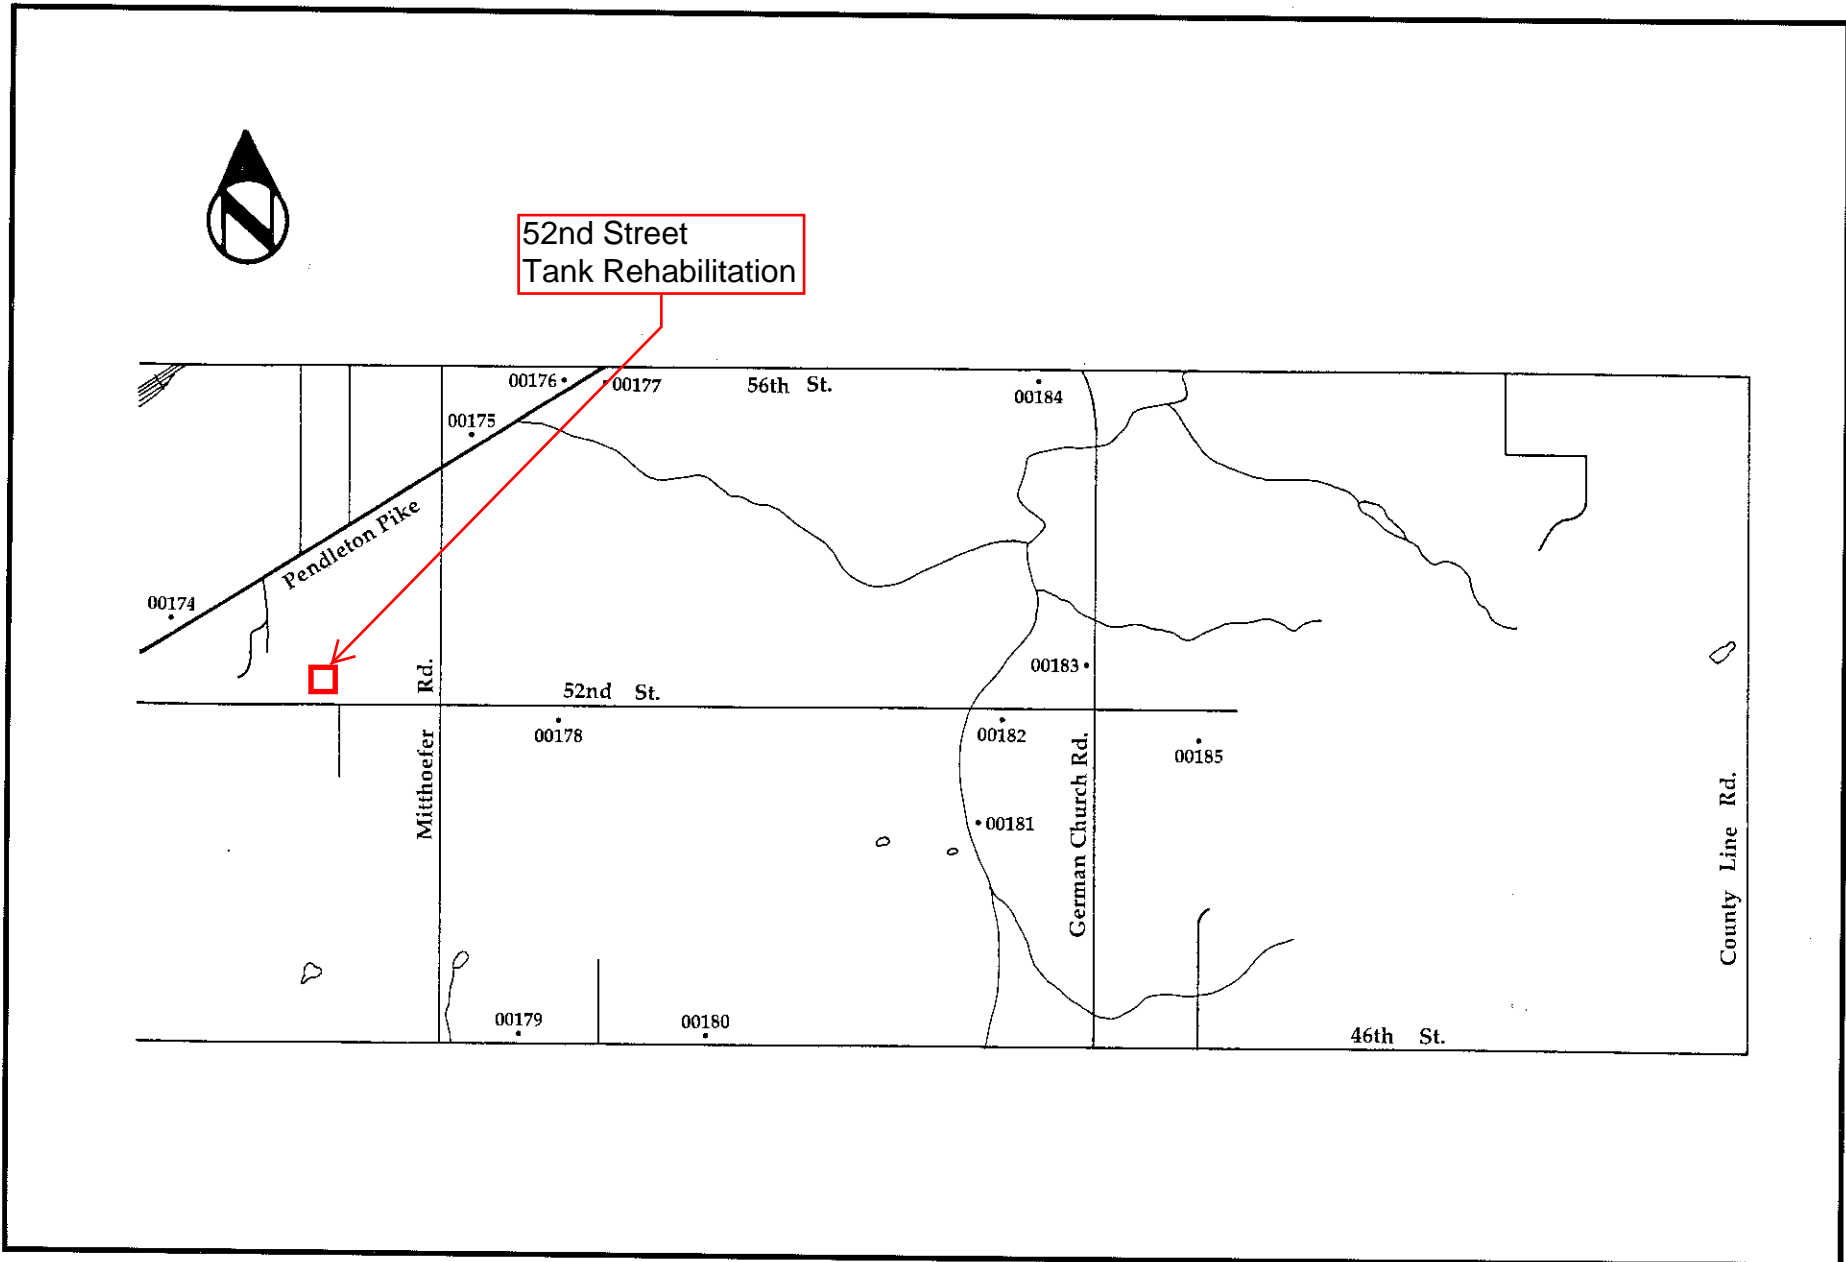 N
52nd Street
Tank Rehabilitation
00176
00177
56th St.
00184
00175
Pendleton Pike
00174
00183
Mitthoefer Rd.
52nd St.
00178
00182
00185
German Church Rd.
County Line Rd.
00181
00179
00180
46th St.